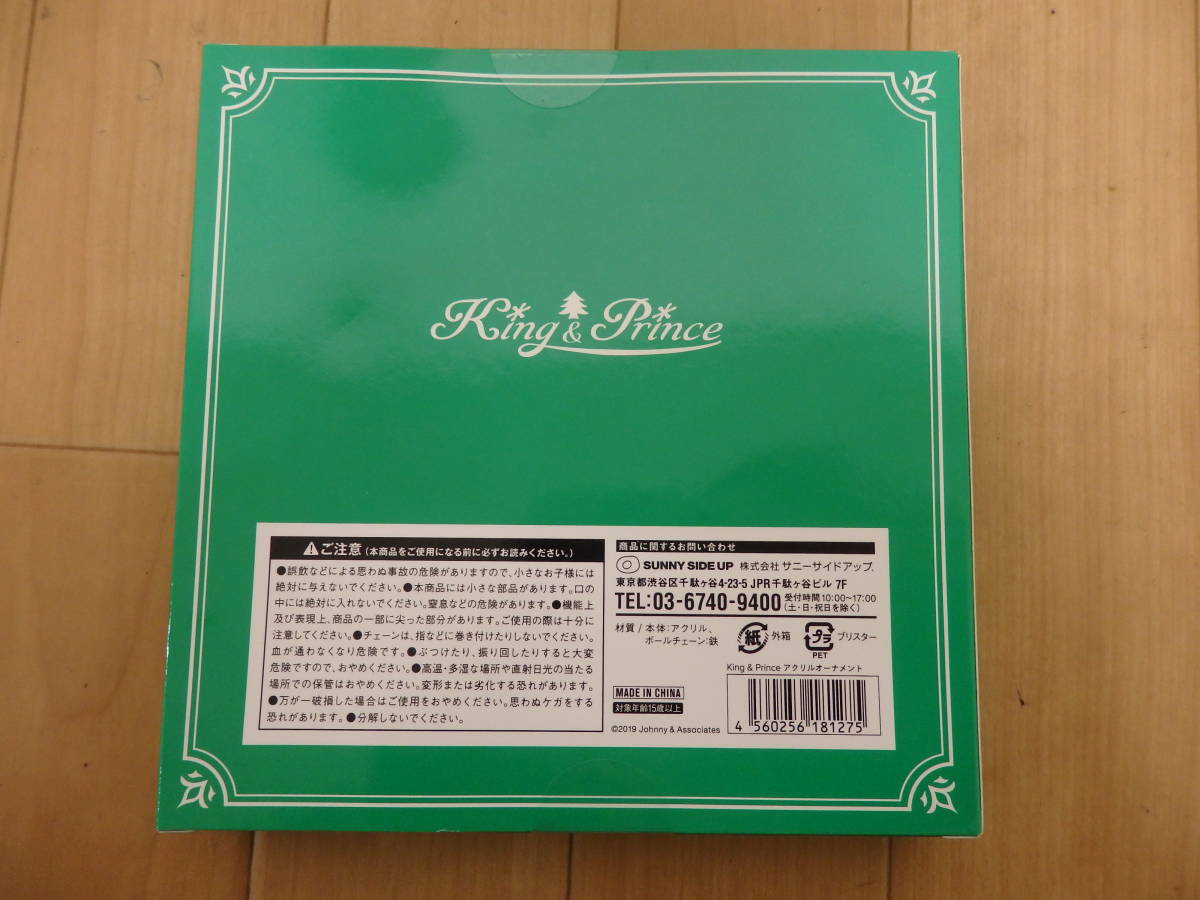 King & Prince
ご注意(本商品をご使用になる前に必ずお読みください。)
●誤飲などによる思わぬ事故の危険がありますので、小さなお子様には
絶対に与えないでください。●本商品には小さな部品があります。口の
中には絶対に入れないでください。窒息などの危険があります。●機能上
及び表現上、商品の一部に尖った部分があります。ご使用の際は十分に
注意してください。●チェーンは、指などに巻き付けたりしないでください。
血が通わなくなり危険です。●ぶつけたり、振り回したりすると大変
危険ですので、おやめください。●高温・多湿な場所や直射日光の当たる
場所での保管はおやめください。変形または劣化する恐れがあります。
●万が一破損した場合はご使用をおやめください。思わぬケガをする
恐れがあります。●分解しないでください。
商品に関するお問い合わせ
SUNNY SIDE UP 株式会社 サニーサイドアップ.
東京都渋谷区千駄ヶ谷4-23-5 JPR千駄ヶ谷ビル 7F
TEL:03-6740-9400 受付時間 10:00~17:00
(土・日・祝日を除く)
材質/本体:アクリル、
ボールチェーン:鉄
紙 外箱
プラ ブリスター
PET
King & Prince アクリルオーナメント
MADE IN CHINA
対象年齢15歳以上
©2019 Johnny & Associates
4 560256 181275